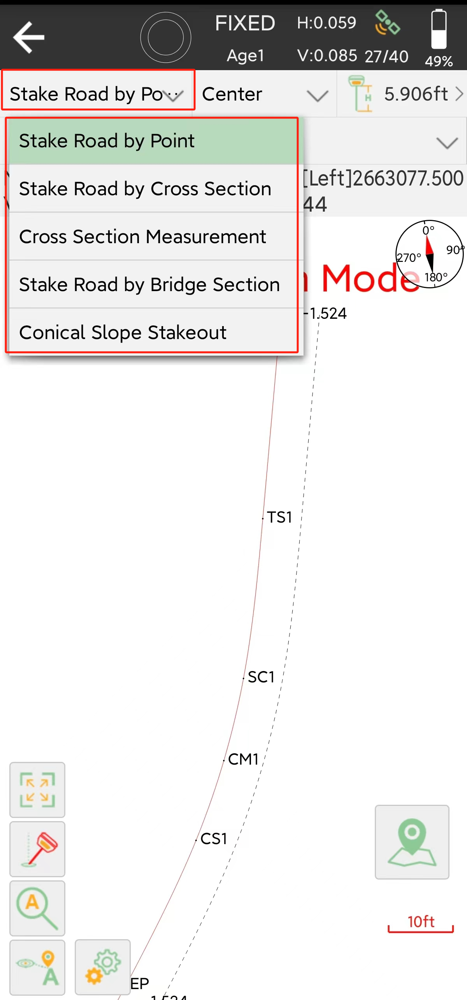 FIXED
H:0.059
Age1
V:0.085
27/40
49%
Stake Road by Po...
Center
H
5.906ft
Stake Road by Point
Stake Road by Cross Section
[Left]2663077.500
44
Cross Section Measurement
0°
90°
270°
180°
Stake Road by Bridge Section
Mode
-1.524
Conical Slope Stakeout
TS1
SC1
CM1
CS1
A
10ft
A
EP
1.524